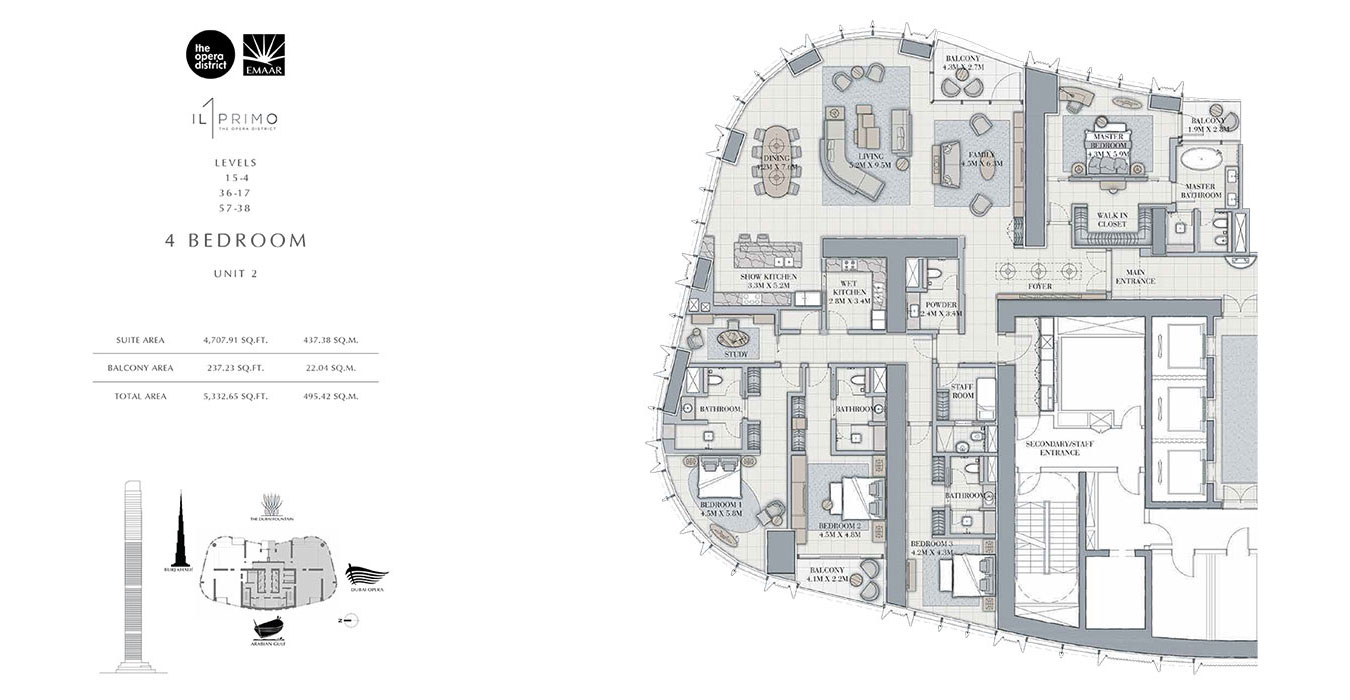 the
opera
district
EMAAR
IL PRIMO
THE OPERA DISTRICT
LEVELS
15-4
36-17
57-38
4 BEDROOM
UNIT 2
SUITE AREA 4,707.91 SQ.FT. 437.38 SQ.M.
BALCONY AREA 237.23 SQ.FT. 22.04 SQ.M.
TOTAL AREA 5,332.65 SQ.FT. 495.42 SQ.M.
BURJ KHALIFA
THE DUBAI FOUNTAIN
DUBAI OPERA
ARABIAN GULF
N
BALCONY
4.3M X 2.7M
BALCONY
1.9M X 2.8M
MASTER
BEDROOM
4.3M X 5.9M
DINING
4.2M X 7.6M
LIVING
5.2M X 9.5M
FAMILY
4.5M X 6.3M
MASTER
BATHROOM
WALK IN
CLOSET
SHOW KITCHEN
3.3M X 5.2M
WET
KITCHEN
2.8M X 3.4M
POWDER
2.4M X 3.4M
FOYER
MAIN
ENTRANCE
STUDY
BATHROOM
BATHROOM
STAFF
ROOM
SECONDARY/STAFF
ENTRANCE
BEDROOM 1
4.5M X 5.8M
BEDROOM 2
4.5M X 4.8M
BATHROOM
BEDROOM 3
4.2M X 4.3M
BALCONY
4.1M X 2.2M